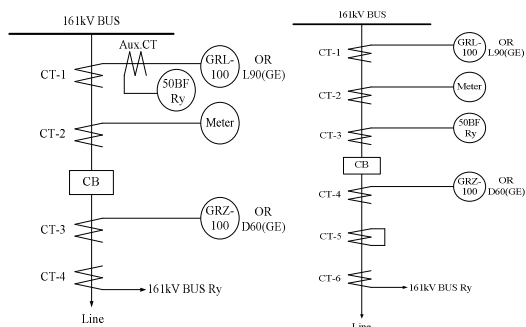 161kV BUS
Aux.CT
CT-1
GRL-
100
OR
L90(GE)
50BF
Ry
CT-2
Meter
CB
CT-3
GRZ-
100
OR
D60(GE)
CT-4
161kV BUS Ry
Line
161kV BUS
CT-1
GRL-
100
OR
L90(GE)
CT-2
Meter
CT-3
50BF
Ry
CB
CT-4
GRZ-
100
OR
D60(GE)
CT-5
CT-6
161kV BUS Ry
Line